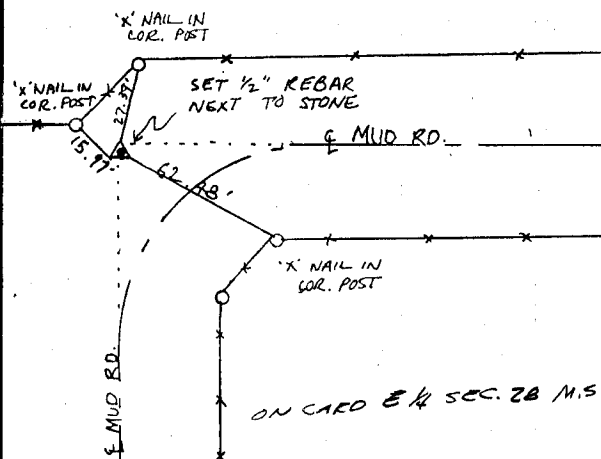 'X' NAIL IN
COR. POST
'X' NAIL IN
COR. POST
SET 1/2" REBAR
NEXT TO STONE
27.37'
15.97'
℄ MUD RD.
62.98'
'X' NAIL IN
COR. POST
℄ MUD RD.
ON CARD E 1/4 SEC. 28 M.S